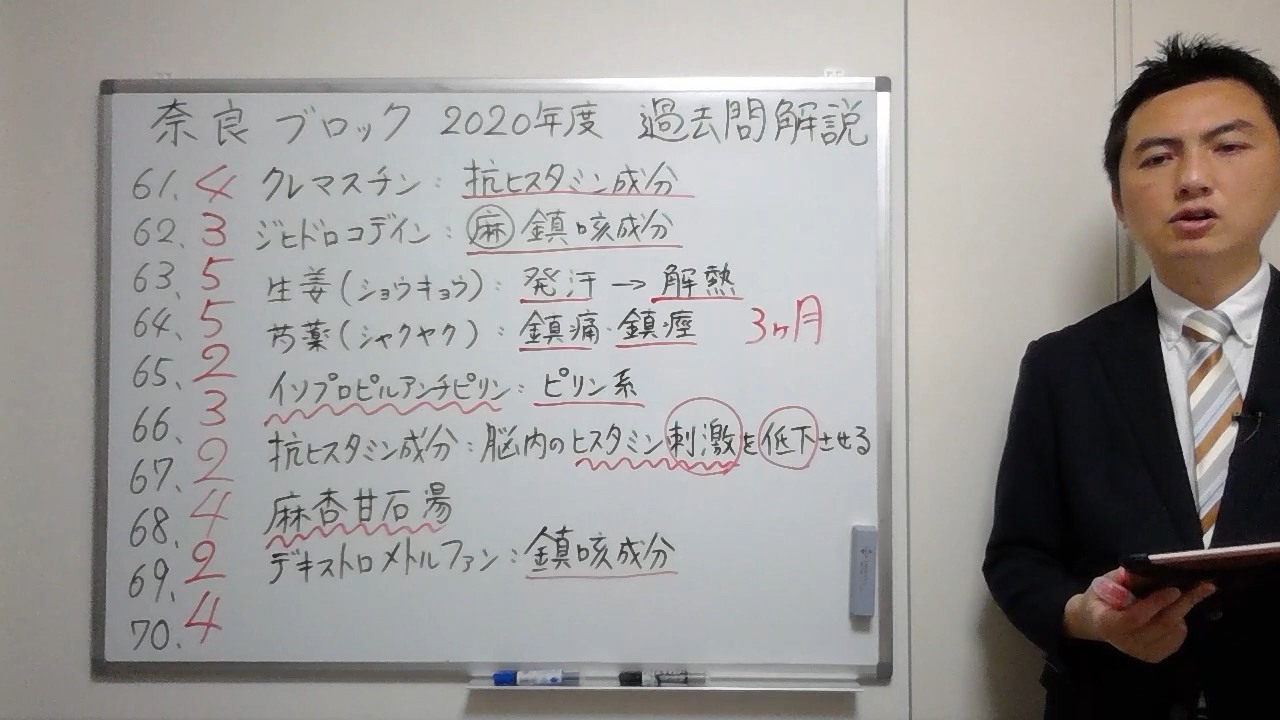 奈良 ブロック 2020年度 過去問解説
61. 4 クレマスチン: 抗ヒスタミン成分
62. 3 ジヒドロコデイン: 麻 鎮咳成分
63. 5 生姜(ショウキョウ): 発汗→解熱
64. 5 芍薬(シャクヤク): 鎮痛・鎮痙 3ヶ月
65. 2 イソプロピルアンチピリン: ピリン系
66. 3 抗ヒスタミン成分: 脳内のヒスタミン刺激を低下させる
67. 2
68. 4 麻杏甘石湯
69. 2 デキストロメトルファン: 鎮咳成分
70. 4